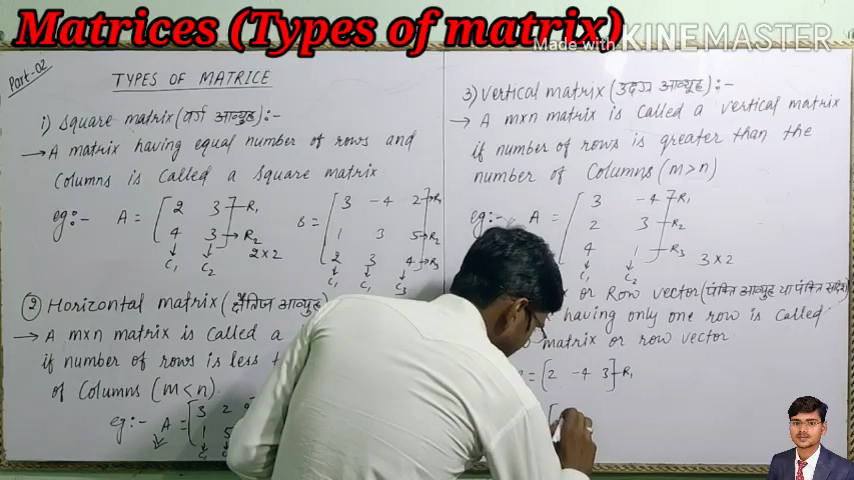 Matrices (Types of matrix)
Made with KINEMASTER
Part-02
TYPES OF MATRICE
1) Square matrix (वर्ग आव्यूह) :-
→ A matrix having equal number of rows and
Columns is called a Square matrix
eg:- A = [ 2 3 ] → R₁
4 3 → R₂
C₁ C₂ 2×2
B = [ 3 -4 2 ] → R₁
1 3 5 → R₂
2 3 4 → R₃
C₁ C₂ C₃
2 Horizontal matrix (क्षैतिज आव्यूह
→ A mxn matrix is called a
if number of rows is less
of Columns (m<n).
eg:- A = [ 3 2
1 5
C₁
3) Vertical matrix (उदग्र आव्यूह) :-
→ A mxn matrix is called a vertical matrix
if number of rows is greater than the
number of Columns (m>n)
eg:- A = [ 3 -4 ] R₁
2 3 R₂
4 1 R₃
C₁ C₂ 3×2
or Row vector (पंक्ति आव्यूह या पंक्ति सदिश)
having only one row is called
matrix or row vector
= [2 -4 3] R₁
[